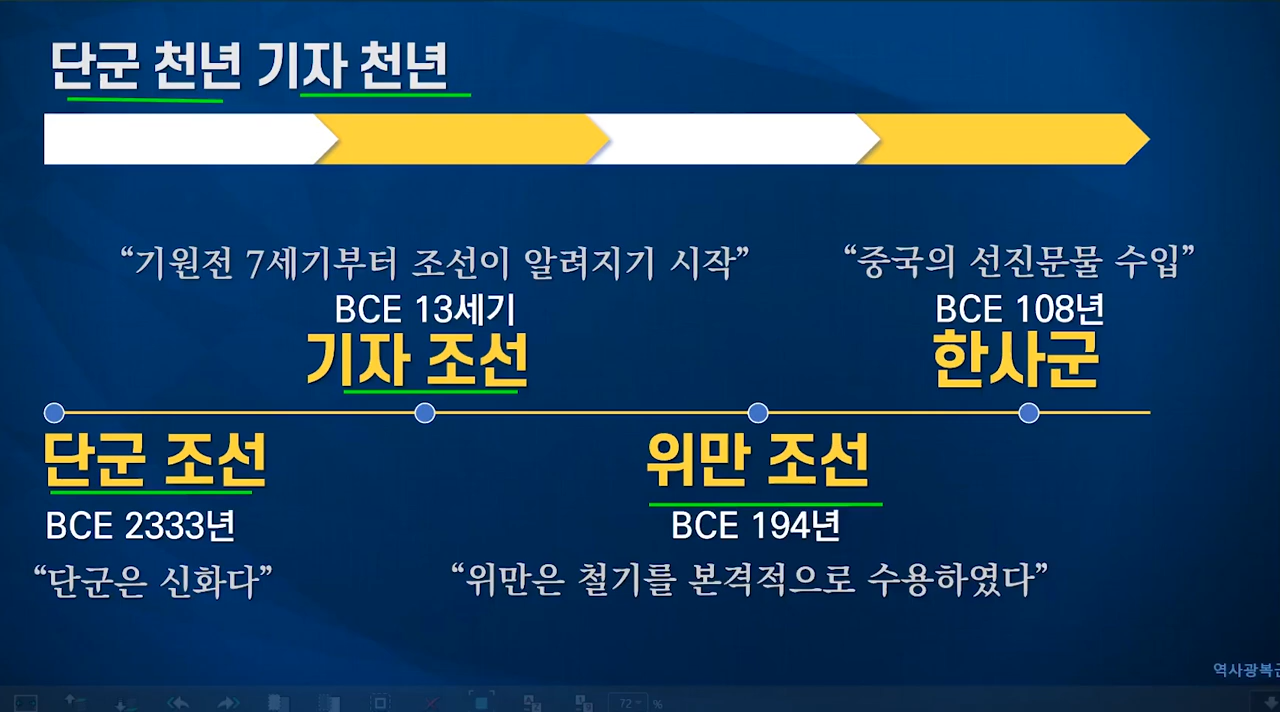 단군 천년 기자 천년
“기원전 7세기부터 조선이 알려지기 시작”
BCE 13세기
기자 조선
“중국의 선진문물 수입”
BCE 108년
한사군
단군 조선
BCE 2333년
“단군은 신화다”
위만 조선
BCE 194년
“위만은 철기를 본격적으로 수용하였다”
역사광복군
72 %